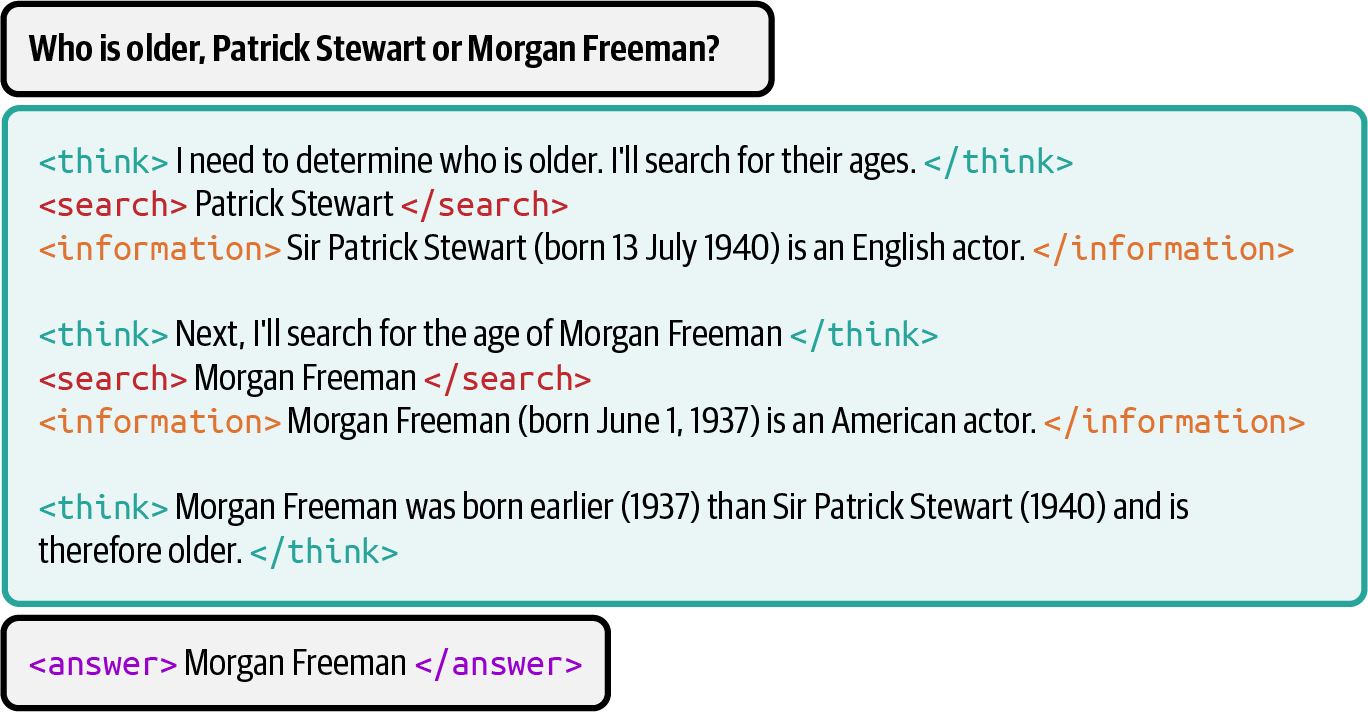 Who is older, Patrick Stewart or Morgan Freeman?
<think> I need to determine who is older. I'll search for their ages. </think>
<search> Patrick Stewart </search>
<information> Sir Patrick Stewart (born 13 July 1940) is an English actor. </information>
<think> Next, I'll search for the age of Morgan Freeman </think>
<search> Morgan Freeman </search>
<information> Morgan Freeman (born June 1, 1937) is an American actor. </information>
<think> Morgan Freeman was born earlier (1937) than Sir Patrick Stewart (1940) and is
therefore older. </think>
<answer> Morgan Freeman </answer>